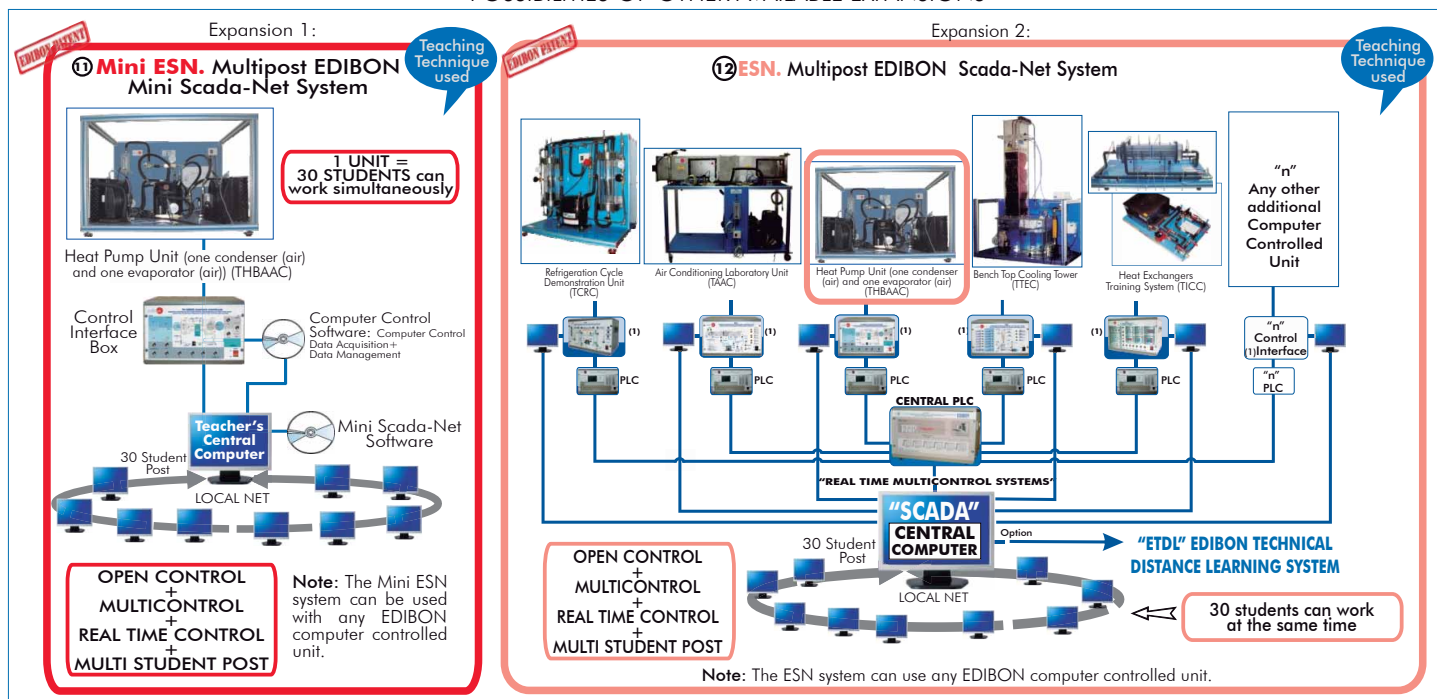 Expansion 1:
EDIBON PATENT
Teaching
Technique
used
⑪ Mini ESN. Multipost EDIBON
Mini Scada-Net System
1 UNIT =
30 STUDENTS can
work simultaneously
Heat Pump Unit (one condenser (air)
and one evaporator (air)) (THBAAC)
Control
Interface
Box
Computer Control
Software: Computer Control
Data Acquisition+
Data Management
Teacher's
Central
Computer
Mini Scada-Net
Software
30 Student
Post
LOCAL NET
OPEN CONTROL
+
MULTICONTROL
+
REAL TIME CONTROL
+
MULTI STUDENT POST
Note: The Mini ESN
system can be used
with any EDIBON
computer controlled
unit.
Expansion 2:
EDIBON PATENT
Teaching
Technique
used
⑫ ESN. Multipost EDIBON Scada-Net System
Refrigeration Cycle
Demonstration Unit
(TCRC)
Air Conditioning Laboratory Unit
(TAAC)
Heat Pump Unit (one condenser
(air) and one evaporator (air)
(THBAAC)
Bench Top Cooling Tower
(TTEC)
Heat Exchangers
Training System (TICC)
"n"
Any other
additional
Computer
Controlled
Unit
(1)
(1)
(1)
(1)
(1)
"n"
Control
(1)Interface
PLC
PLC
PLC
PLC
PLC
"n"
PLC
CENTRAL PLC
"REAL TIME MULTICONTROL SYSTEMS"
"SCADA"
CENTRAL
COMPUTER
Option
"ETDL" EDIBON TECHNICAL
DISTANCE LEARNING SYSTEM
30 Student
Post
LOCAL NET
30 students can work
at the same time
OPEN CONTROL
+
MULTICONTROL
+
REAL TIME CONTROL
+
MULTI STUDENT POST
Note: The ESN system can use any EDIBON computer controlled unit.